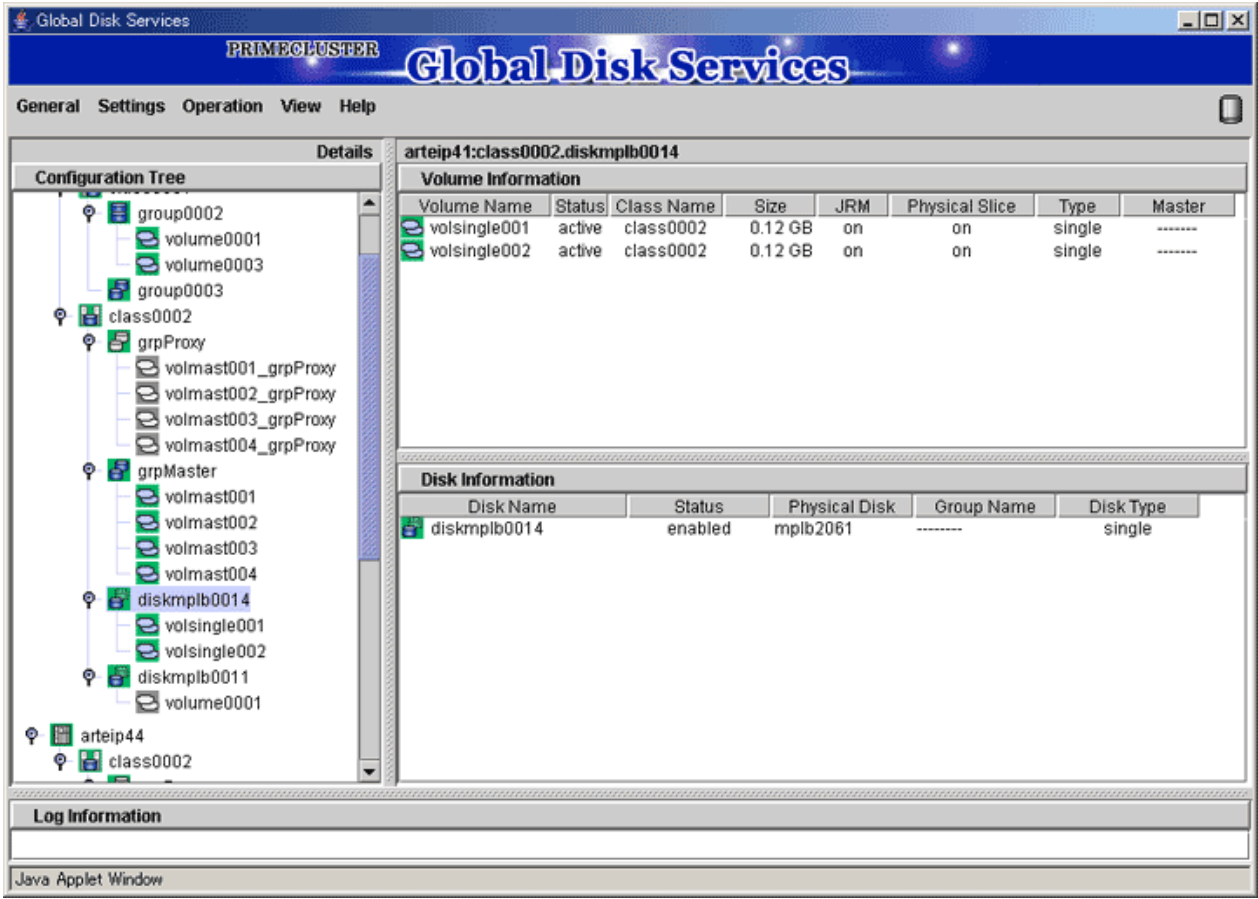 Global Disk Services
PRIMECLUSTER Global Disk Services
General Settings Operation View Help
Details
Configuration Tree
group0002
volume0001
volume0003
group0003
class0002
grpProxy
volmast001_grpProxy
volmast002_grpProxy
volmast003_grpProxy
volmast004_grpProxy
grpMaster
volmast001
volmast002
volmast003
volmast004
diskmplb0014
volsingle001
volsingle002
diskmplb0011
volume0001
arteip44
class0002
arteip41:class0002.diskmplb0014
Volume Information
Volume Name Status Class Name Size JRM Physical Slice Type Master
volsingle001 active class0002 0.12 GB on on single -------
volsingle002 active class0002 0.12 GB on on single -------
Disk Information
Disk Name Status Physical Disk Group Name Disk Type
diskmplb0014 enabled mplb2061 -------- single
Log Information
Java Applet Window